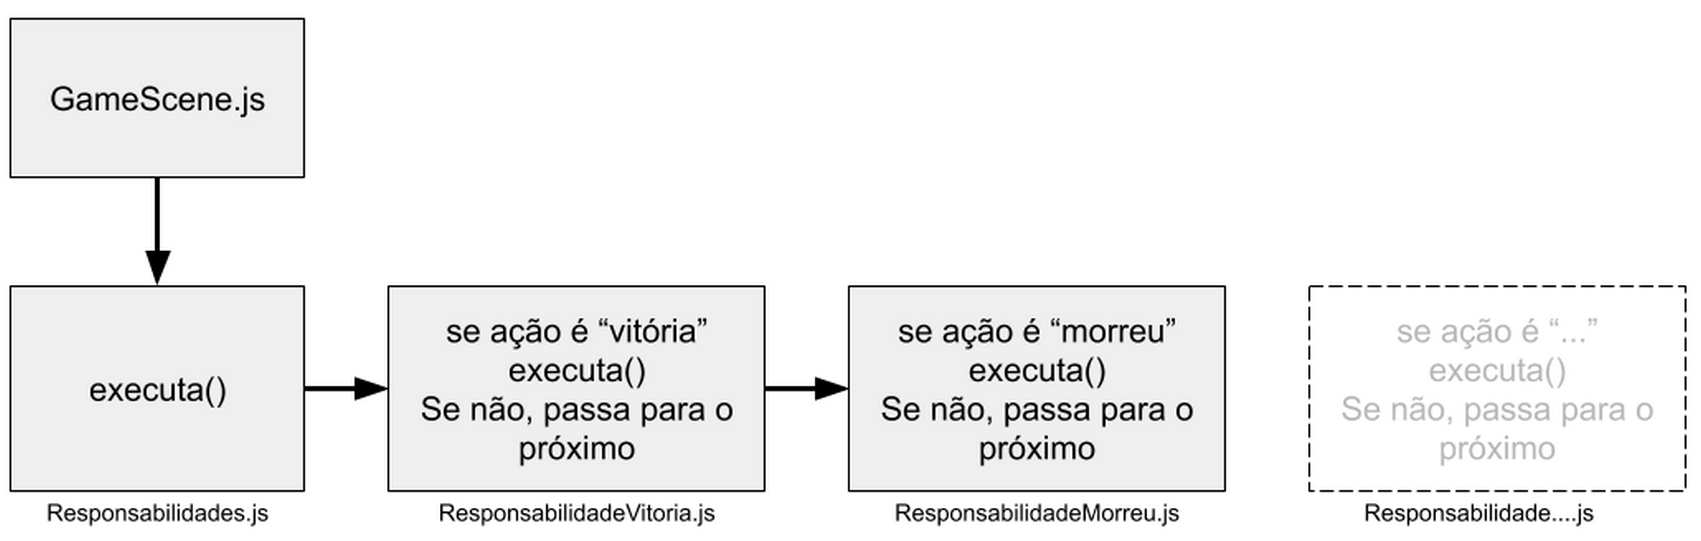 GameScene.js
executa()
Responsabilidades.js
se ação é “vitória”
executa()
Se não, passa para o
próximo
ResponsabilidadeVitoria.js
se ação é “morreu”
executa()
Se não, passa para o
próximo
ResponsabilidadeMorreu.js
se ação é “...”
executa()
Se não, passa para o
próximo
Responsabilidade....js